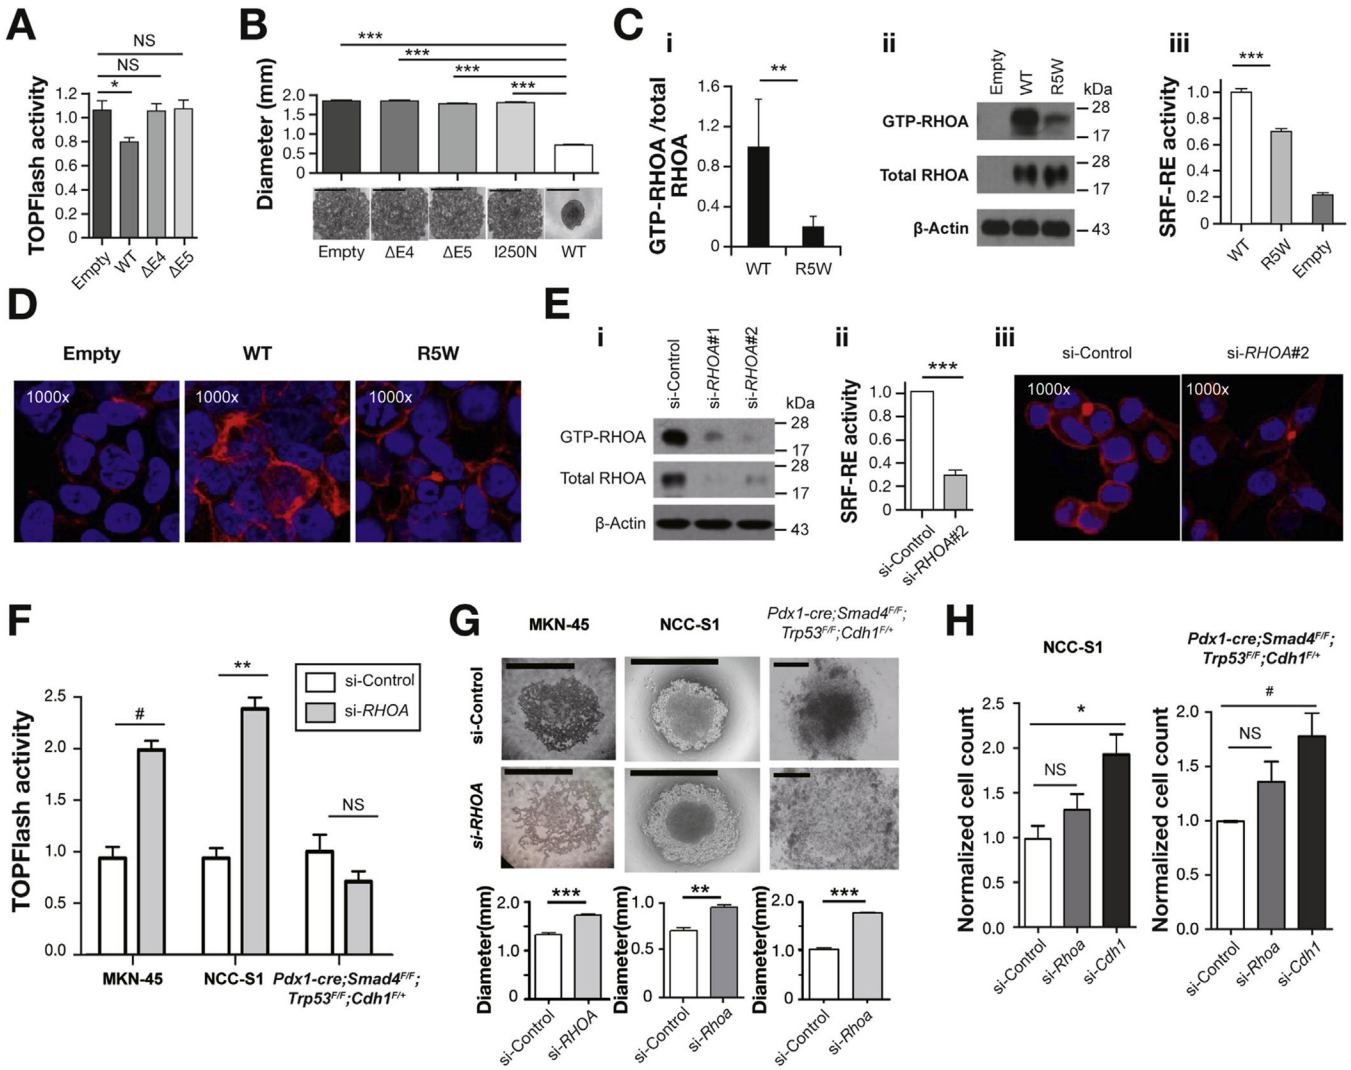 A
NS
NS
*
TOPFlash activity
1.2
1.0
0.8
0.6
0.4
0.2
0
Empty
WT
ΔE4
ΔE5
B
***
***
***
***
Diameter (mm)
2.0
1.5
1.0
0.5
0
Empty ΔE4 ΔE5 I250N WT
C
i
GTP-RHOA /total
RHOA
**
1.6
1.2
0.8
0.4
0
WT R5W
ii
Empty
WT
R5W
kDa
GTP-RHOA
28
17
Total RHOA
28
17
β-Actin
43
iii
SRF-RE activity
***
1.2
1.0
0.8
0.6
0.4
0.2
0
WT
R5W
Empty
D
Empty WT R5W
1000x 1000x 1000x
E
i
si-Control
si-RHOA#1
si-RHOA#2
kDa
GTP-RHOA
28
17
Total RHOA
28
17
β-Actin
43
ii
SRF-RE activity
***
1.0
0.8
0.6
0.4
0.2
0
si-Control
si-RHOA#2
iii
si-Control si-RHOA#2
1000x 1000x
F
TOPFlash activity
si-Control
si-RHOA
2.5
2.0
1.5
1.0
0.5
0.0
#
**
NS
MKN-45 NCC-S1 Pdx1-cre;Smad4F/F;
Trp53F/F;Cdh1F/+
G
MKN-45 NCC-S1 Pdx1-cre;Smad4F/F;
Trp53F/F;Cdh1F/+
si-Control
si-RHOA
Diameter(mm)
2.0
1.0
0
***
si-Control
si-RHOA
Diameter(mm)
1.0
0.5
0
**
si-Control
si-Rhoa
Diameter(mm)
2.0
1.0
0
***
si-Control
si-Rhoa
H
NCC-S1
Normalized cell count
2.5
2.0
1.5
1.0
0.5
0.0
*
NS
si-Control
si-Rhoa
si-Cdh1
Pdx1-cre;Smad4F/F;
Trp53F/F;Cdh1F/+
Normalized cell count
2.0
1.5
1.0
0.5
0.0
#
NS
si-Control
si-Rhoa
si-Cdh1